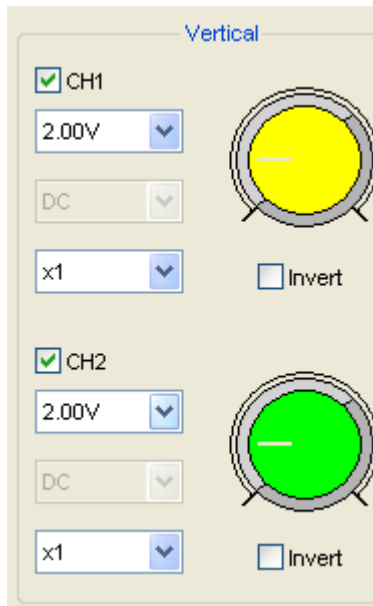 Vertical
CH1
2.00V
DC
x1
Invert
CH2
2.00V
DC
x1
Invert